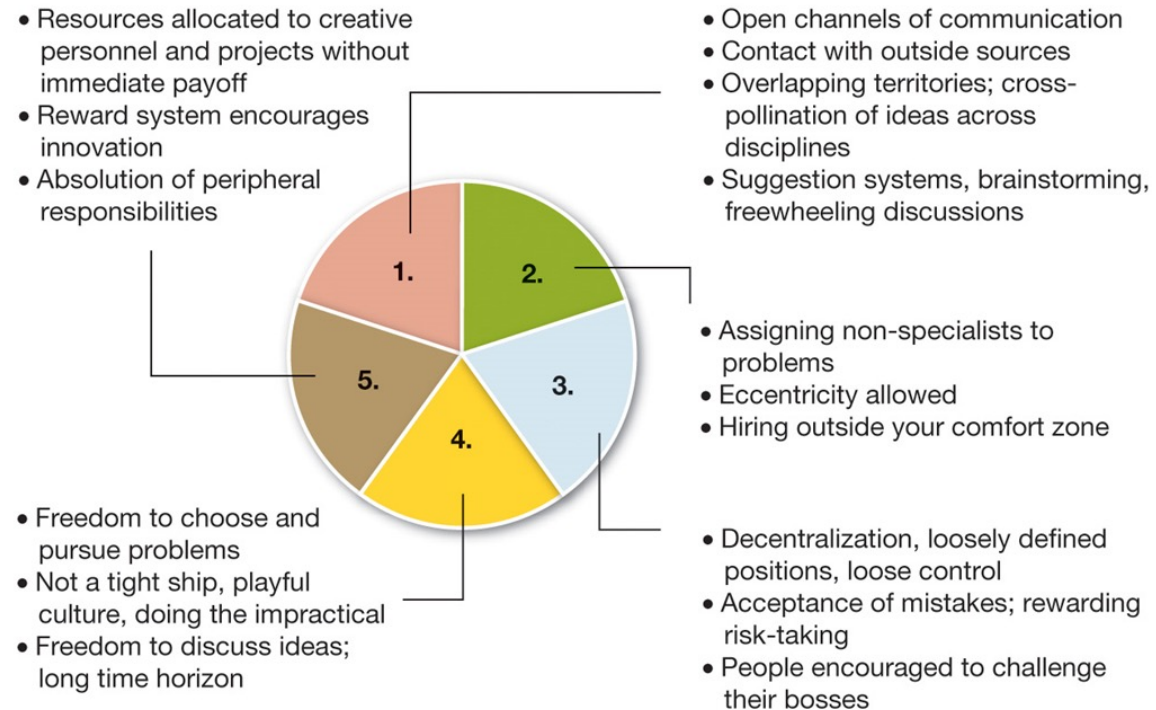 • Resources allocated to creative
personnel and projects without
immediate payoff
• Reward system encourages
innovation
• Absolution of peripheral
responsibilities
• Open channels of communication
• Contact with outside sources
• Overlapping territories; cross-
pollination of ideas across
disciplines
• Suggestion systems, brainstorming,
freewheeling discussions
1.
2.
3.
4.
5.
• Assigning non-specialists to
problems
• Eccentricity allowed
• Hiring outside your comfort zone
• Freedom to choose and
pursue problems
• Not a tight ship, playful
culture, doing the impractical
• Freedom to discuss ideas;
long time horizon
• Decentralization, loosely defined
positions, loose control
• Acceptance of mistakes; rewarding
risk-taking
• People encouraged to challenge
their bosses